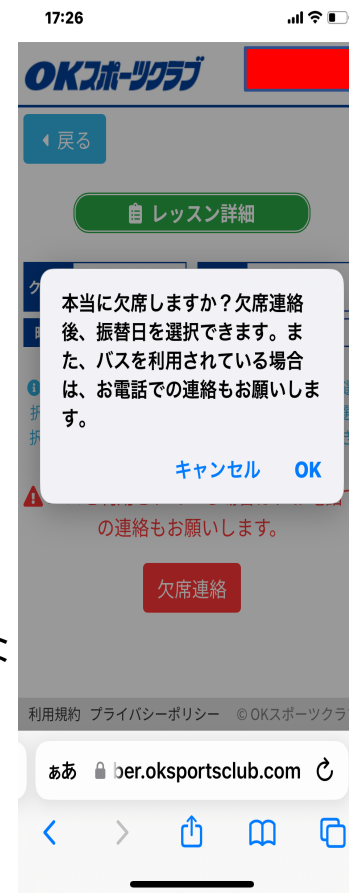 17:26
OKスポーツクラブ
戻る
レッスン詳細
本当に欠席しますか？欠席連絡
後、振替日を選択できます。ま
た、バスを利用されている場合
は、お電話での連絡もお願いしま
す。
キャンセル OK
の連絡もお願いします。
欠席連絡
利用規約 プライバシーポリシー © OKスポーツクラ
ぁあ ber.oksportsclub.com